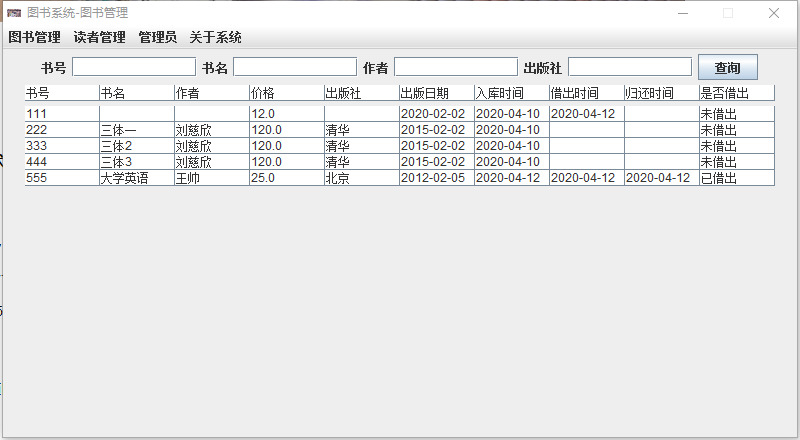 图书系统-图书管理
图书管理 读者管理 管理员 关于系统
书号 书名 作者 出版社 查询
书号 书名 作者 价格 出版社 出版日期 入库时间 借出时间 归还时间 是否借出
111 12.0 2020-02-02 2020-04-10 2020-04-12 未借出
222 三体一 刘慈欣 120.0 清华 2015-02-02 2020-04-10 未借出
333 三体2 刘慈欣 120.0 清华 2015-02-02 2020-04-10 未借出
444 三体3 刘慈欣 120.0 清华 2015-02-02 2020-04-10 未借出
555 大学英语 王帅 25.0 北京 2012-02-05 2020-04-12 2020-04-12 2020-04-12 已借出